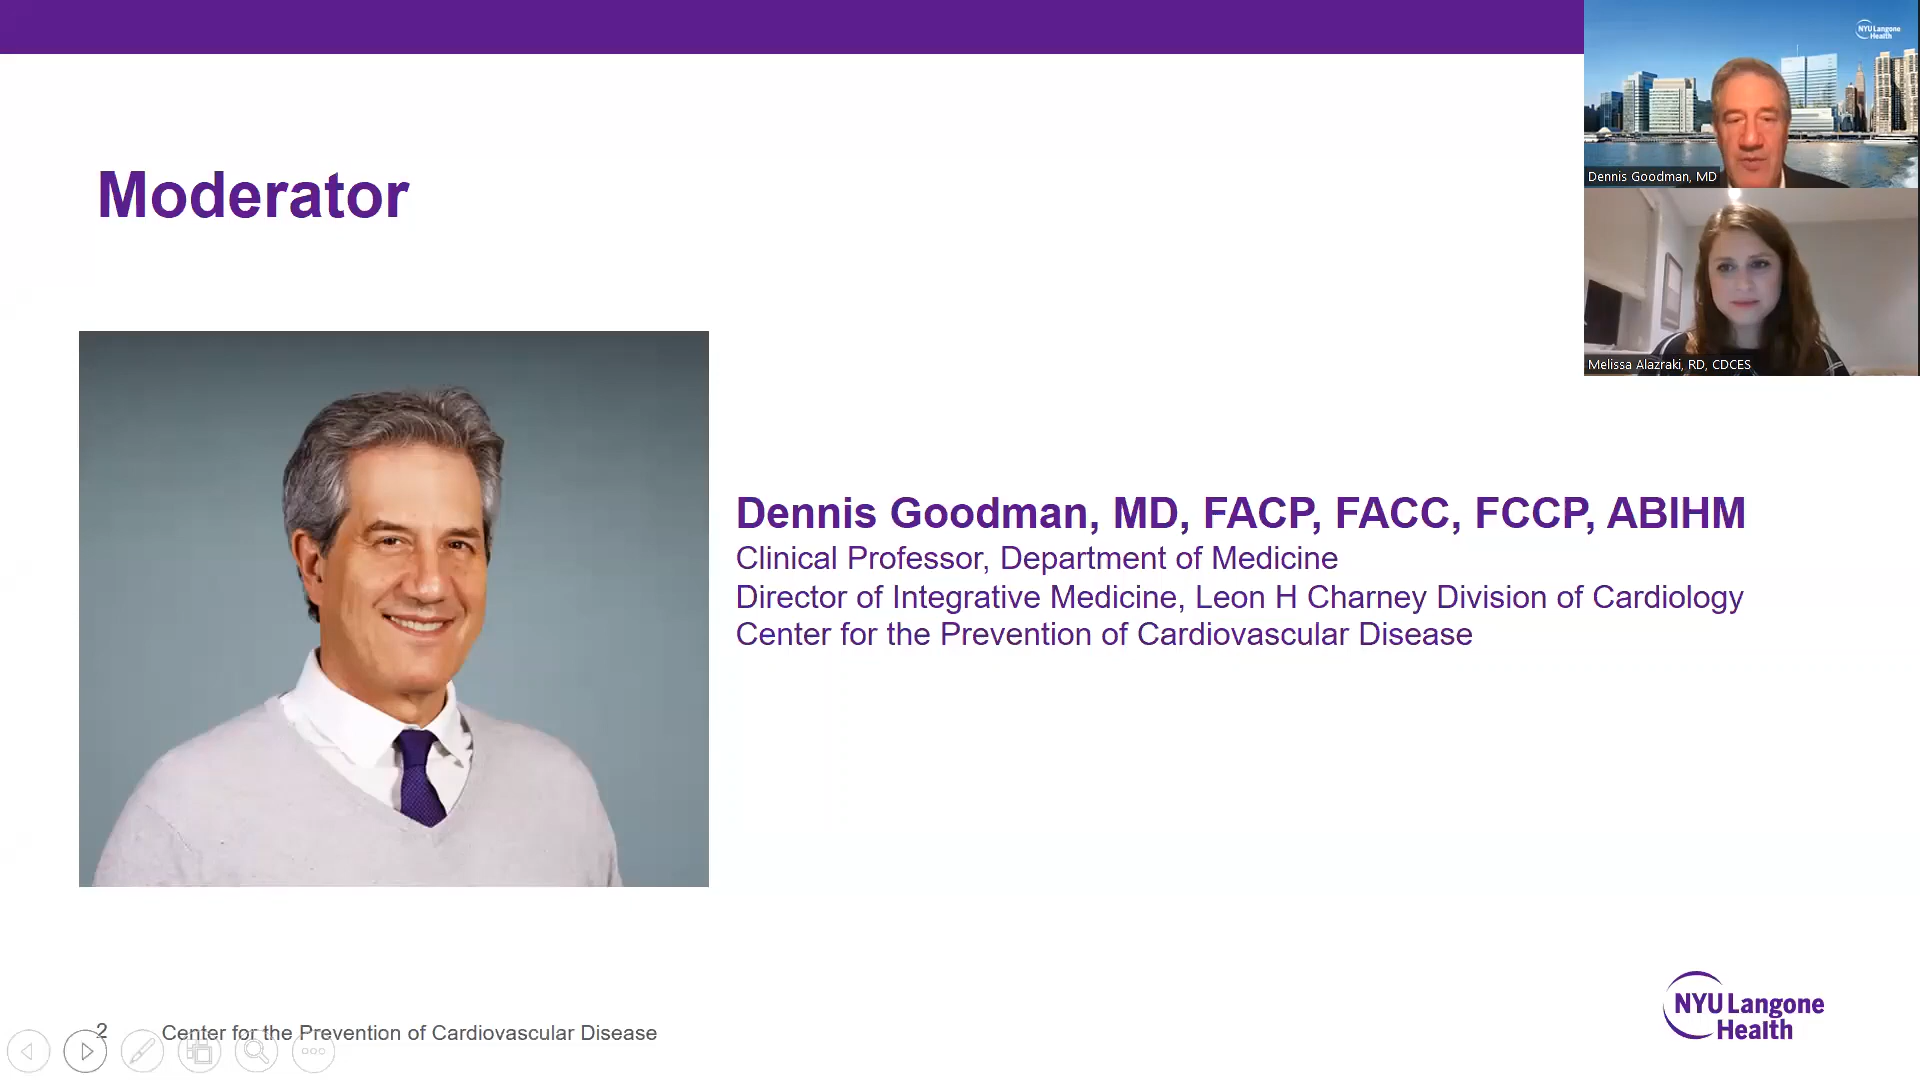 NYU Langone
Health
Dennis Goodman, MD
Melissa Alazraki, RD, CDCES
Moderator
Dennis Goodman, MD, FACP, FACC, FCCP, ABIHM
Clinical Professor, Department of Medicine
Director of Integrative Medicine, Leon H Charney Division of Cardiology
Center for the Prevention of Cardiovascular Disease
2
Center for the Prevention of Cardiovascular Disease
NYU Langone
Health